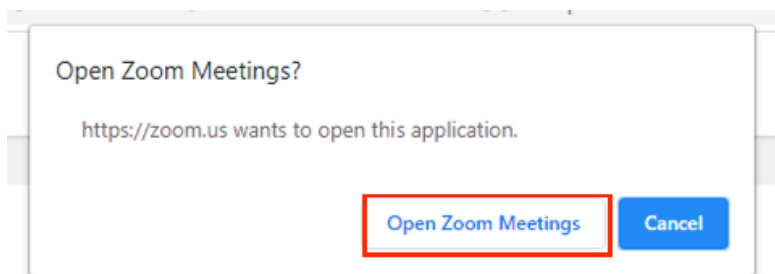 Open Zoom Meetings?
https://zoom.us wants to open this application.
Open Zoom Meetings
Cancel